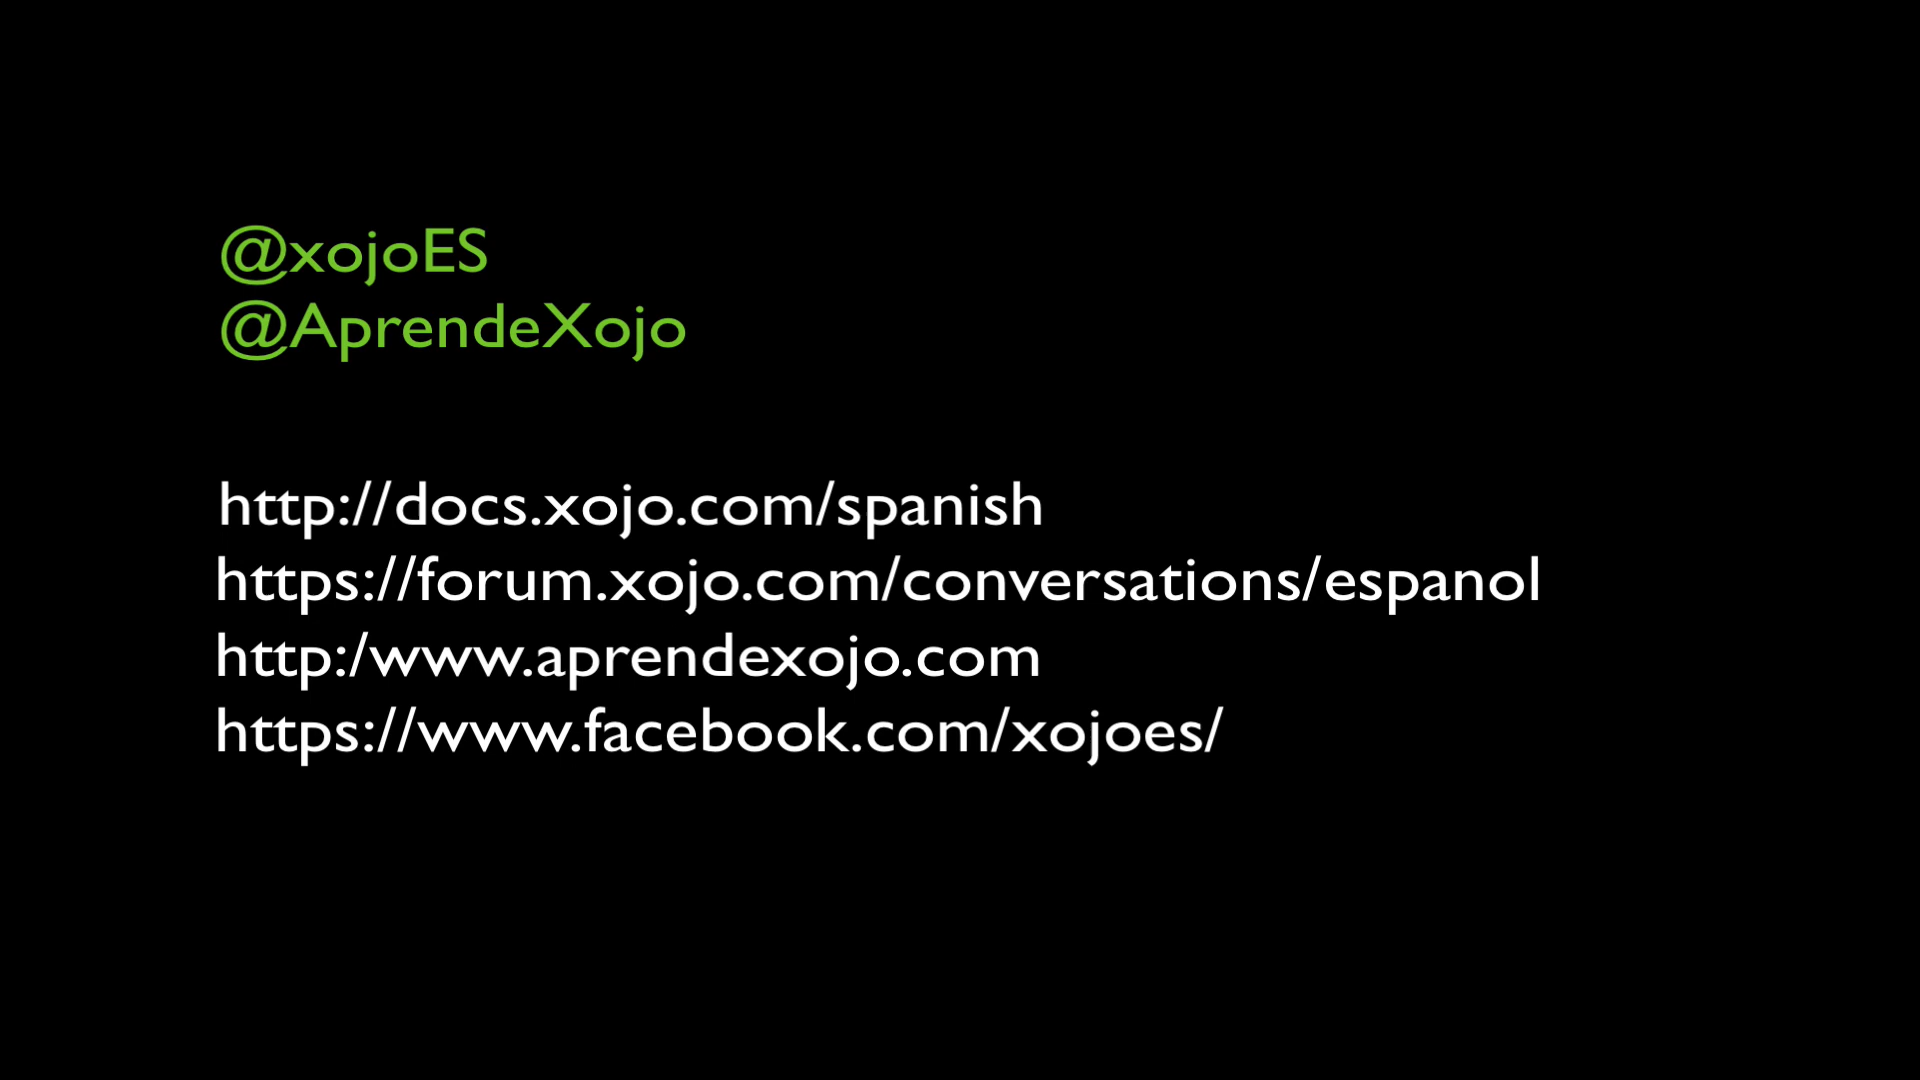 @xojoES
@AprendeXojo
http://docs.xojo.com/spanish
https://forum.xojo.com/conversations/espanol
http:/www.aprendexojo.com
https://www.facebook.com/xojoes/